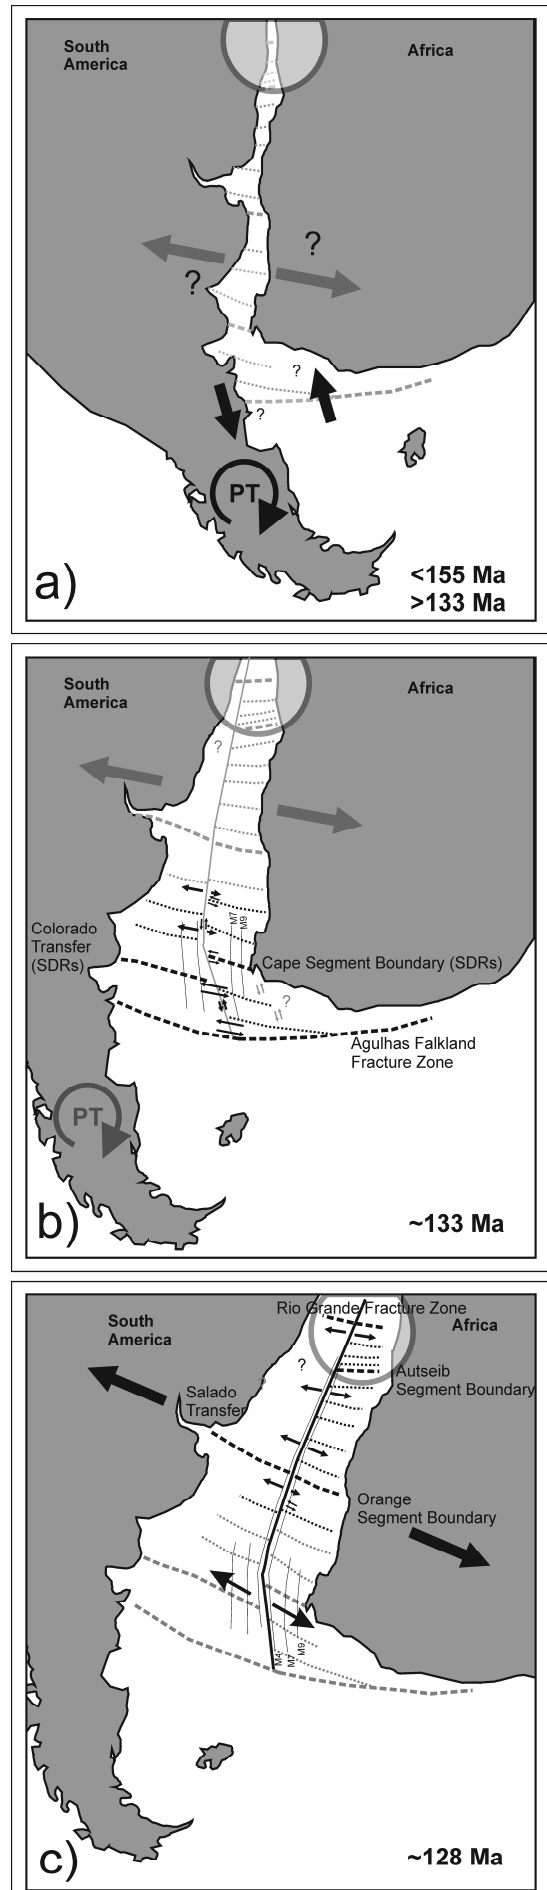 South
America
Africa
?
?
?
?
PT
a)
<155 Ma
>133 Ma
South
America
Africa
?
M7
M9
Colorado
Transfer
(SDRs)
Cape Segment Boundary (SDRs)
?
Agulhas Falkland
Fracture Zone
PT
b)
~133 Ma
Rio Grande Fracture Zone
South
America
Africa
?
Autseib
Segment Boundary
?
Salado
Transfer
Orange
Segment Boundary
M4
M7
M9
c)
~128 Ma